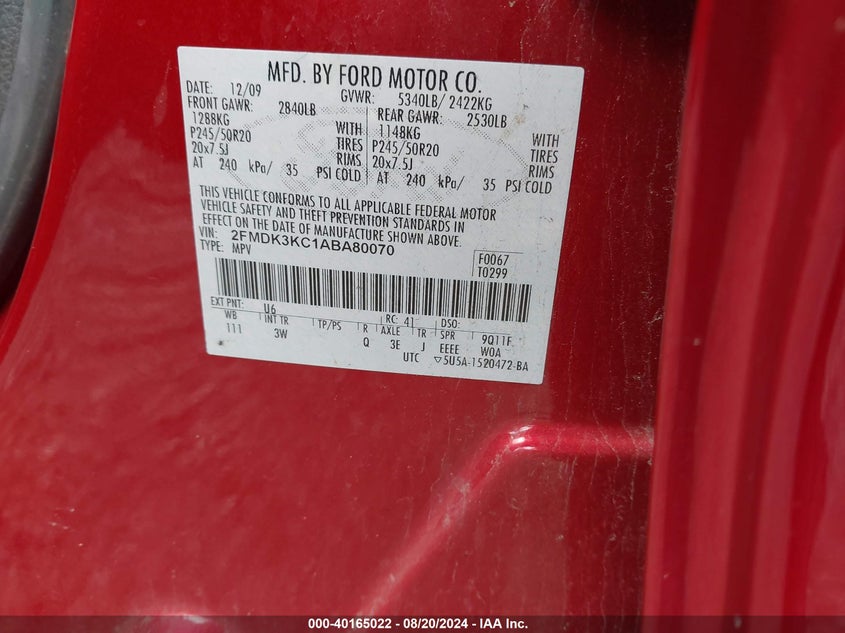 MFD. BY FORD MOTOR CO.
DATE: 12/09 GVWR: 5340LB/ 2422KG
FRONT GAWR: 2840LB REAR GAWR: 2530LB
1288KG WITH 1148KG WITH
P245/50R20 TIRES P245/50R20 TIRES
20x7.5J RIMS 20x7.5J RIMS
AT 240 kPa/ 35 PSI COLD AT 240 kPa/ 35 PSI COLD
THIS VEHICLE CONFORMS TO ALL APPLICABLE FEDERAL MOTOR
VEHICLE SAFETY AND THEFT PREVENTION STANDARDS IN
EFFECT ON THE DATE OF MANUFACTURE SHOWN ABOVE.
VIN: 2FMDK3KC1ABA80070 F0067
TYPE: MPV T0299
EXT PNT: U6 RC: 41 DSO:
WB INT TR TP/PS R AXLE TR SPR 9Q11F
111 3W Q 3E J EEEE WOA
UTC ▽5U5A-1520472-BA
000-40165022 - 08/20/2024 - IAA Inc.